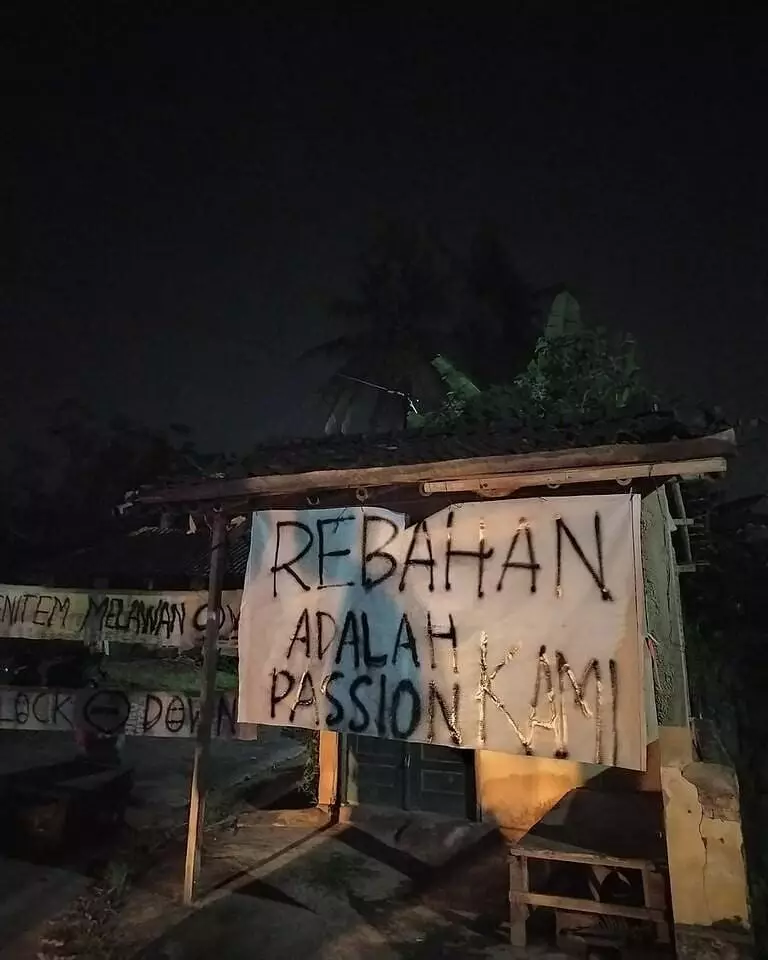 REBAHAN
ADALAH
PASSION KAMI
MELAWAN
LOCK DOWN